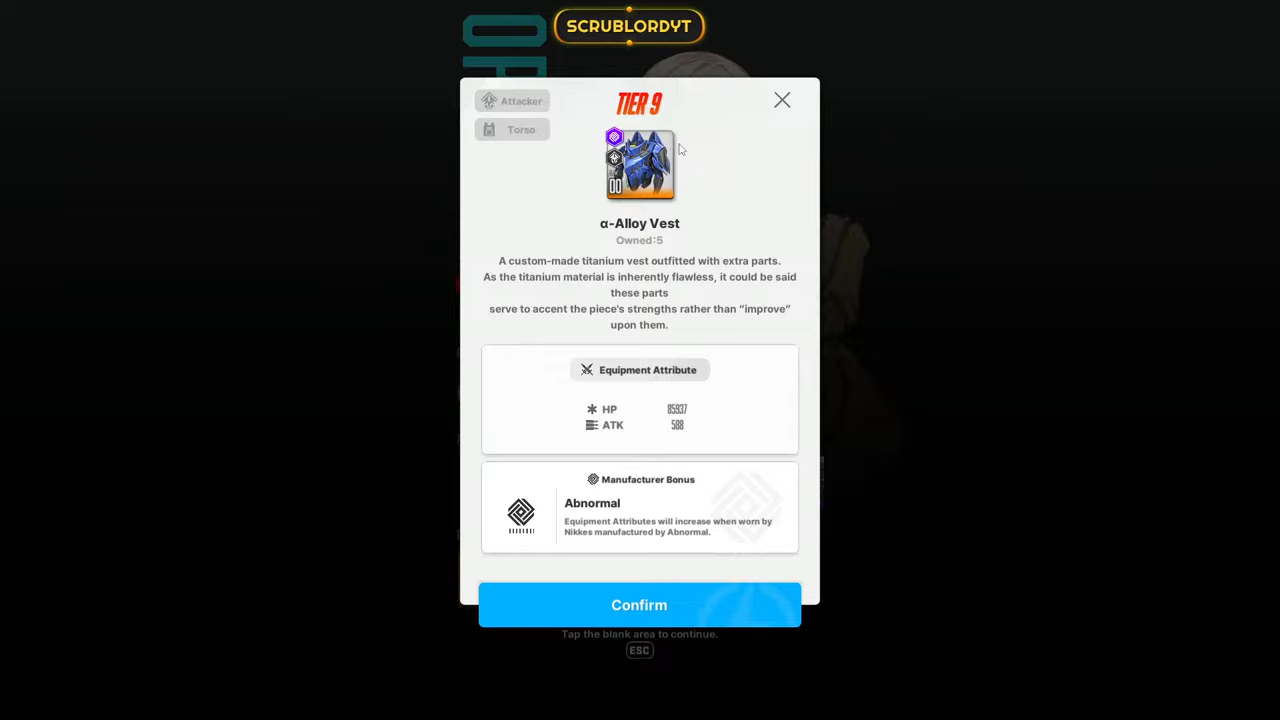 OP
SCRUBLORDYT
Attacker
TIER 9
Torso
00
α-Alloy Vest
Owned:5
A custom-made titanium vest outfitted with extra parts.
As the titanium material is inherently flawless, it could be said
these parts
serve to accent the piece's strengths rather than “improve”
upon them.
Equipment Attribute
HP 85937
ATK 588
Manufacturer Bonus
Abnormal
Equipment Attributes will increase when worn by
Nikkes manufactured by Abnormal.
Confirm
Tap the blank area to continue.
ESC